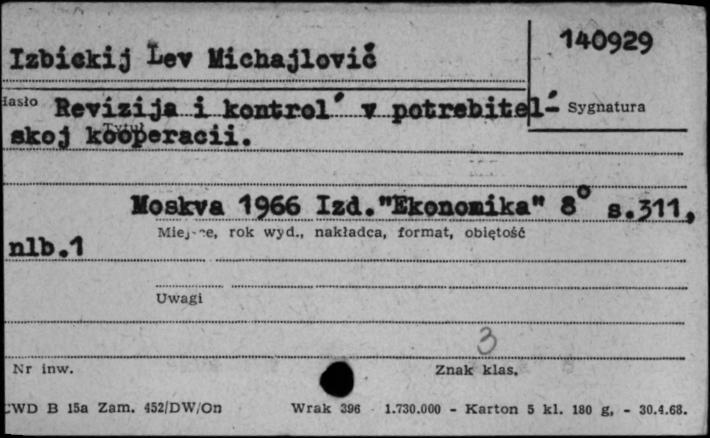 140929
Izbickij Lev Michajlovič
Hasło Revizija i kontrol′ v potrebitel′- Sygnatura
skoj kooperacii.
Tytuł
Moskva 1966 Izd."Ekonomika" 8° s.311,
Miejsce, rok wyd., nakładca, format, objętość
nlb.1
Uwagi
3
Nr inw. Znak klas.
CWD B 15a Zam. 452/DW/On Wrak 396 1.730.000 - Karton 5 kl. 180 g, - 30.4.68.